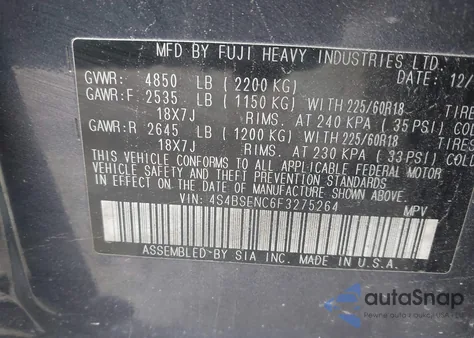 MFD BY FUJI HEAVY INDUSTRIES LTD.
DATE: 12/
GVWR: 4850 LB (2200 KG)
GAWR:F 2535 LB (1150 KG) WITH 225/60R18 TIRE
18X7J RIMS. AT 240 KPA (35 PSI) COL
GAWR:R 2645 LB (1200 KG) WITH 225/60R18 TIRES
18X7J RIMS. AT 230 KPA (33 PSI) COL
THIS VEHICLE CONFORMS TO ALL APPLICABLE FEDERAL MOTOR
VEHICLE SAFETY AND THEFT PREVENTION STANDARDS
IN EFFECT ON THE DATE OF MANUFACTURE SHOWN ABOVE.
VIN: 4S4BSENC6F3275264 MPV
ASSEMBLED BY SIA INC. MADE IN U.S.A.
autoSnap